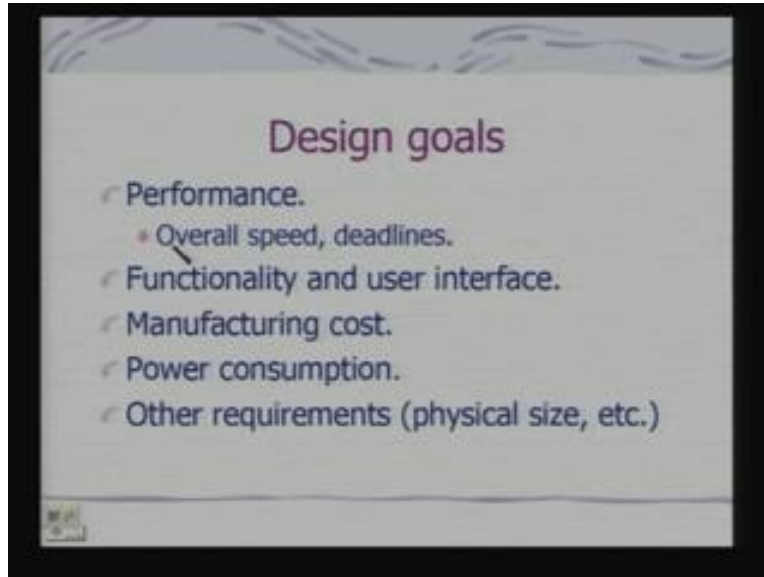 Design goals
Performance.
Overall speed, deadlines.
Functionality and user interface.
Manufacturing cost.
Power consumption.
Other requirements (physical size, etc.)